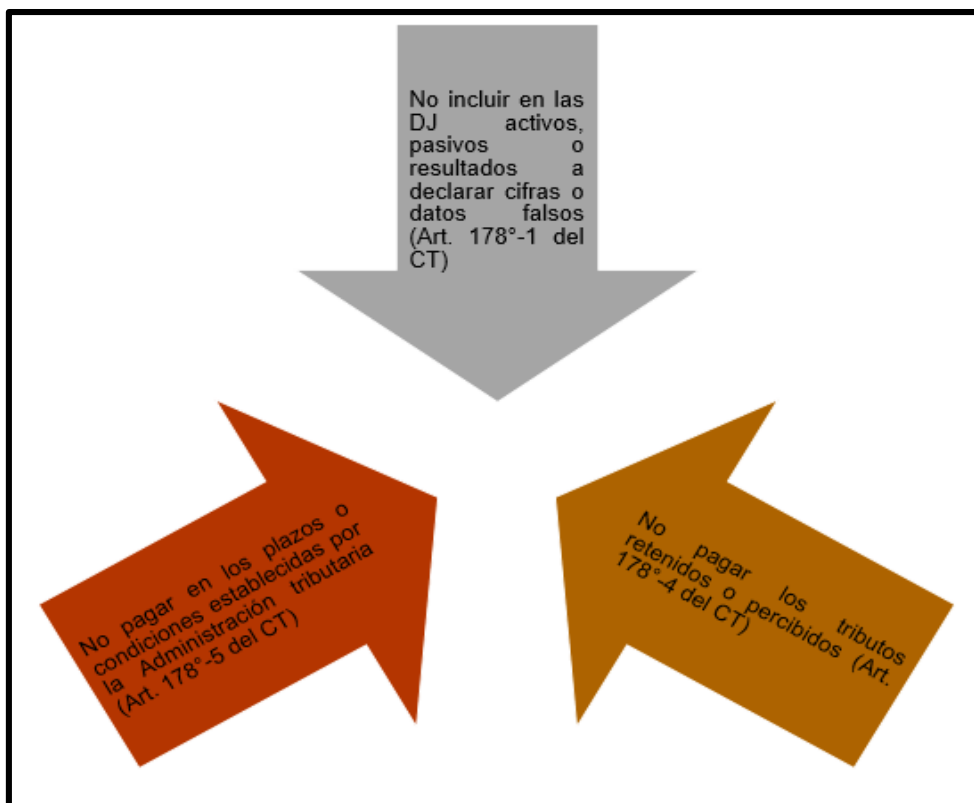 No incluir en las
DJ activos,
pasivos o
resultados a
declarar cifras o
datos falsos
(Art. 178°-1 del
CT)
No pagar en los plazos o
condiciones establecidas por
la Administración tributaria
(Art. 178°-5 del CT)
No pagar los tributos
retenidos o percibidos (Art.
178°-4 del CT)